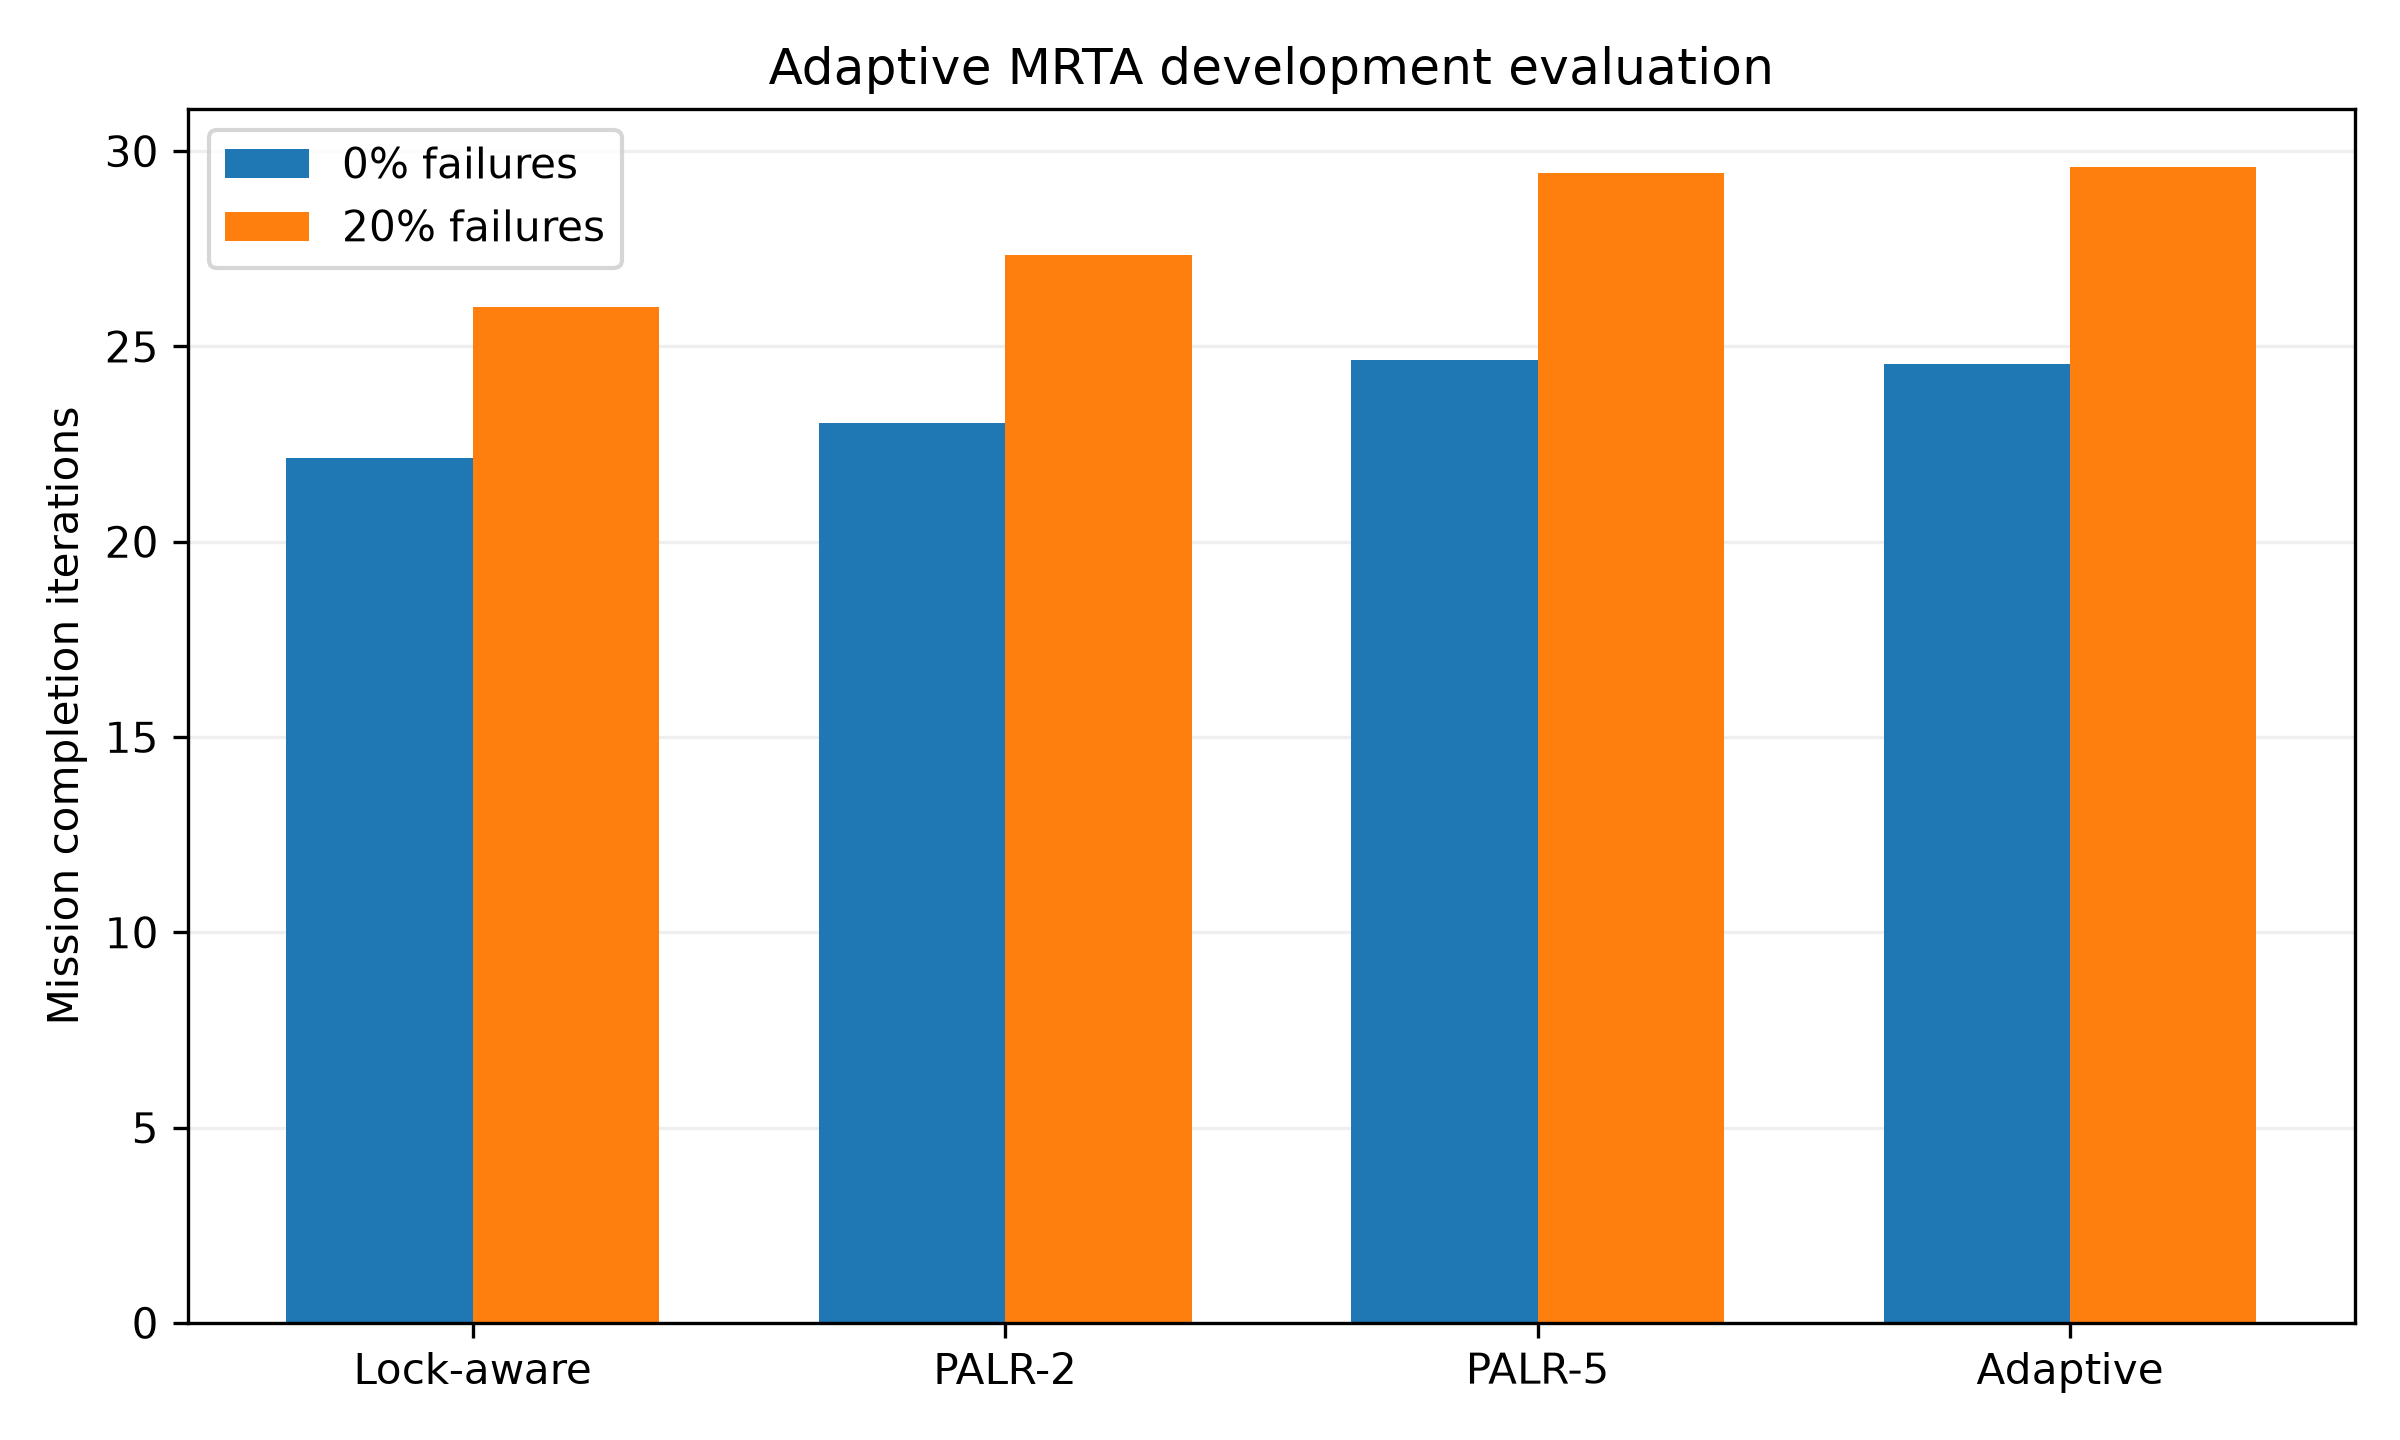 Adaptive MRTA development evaluation
0% failures
20% failures
Mission completion iterations
30
25
20
15
10
5
0
Lock-aware
PALR-2
PALR-5
Adaptive